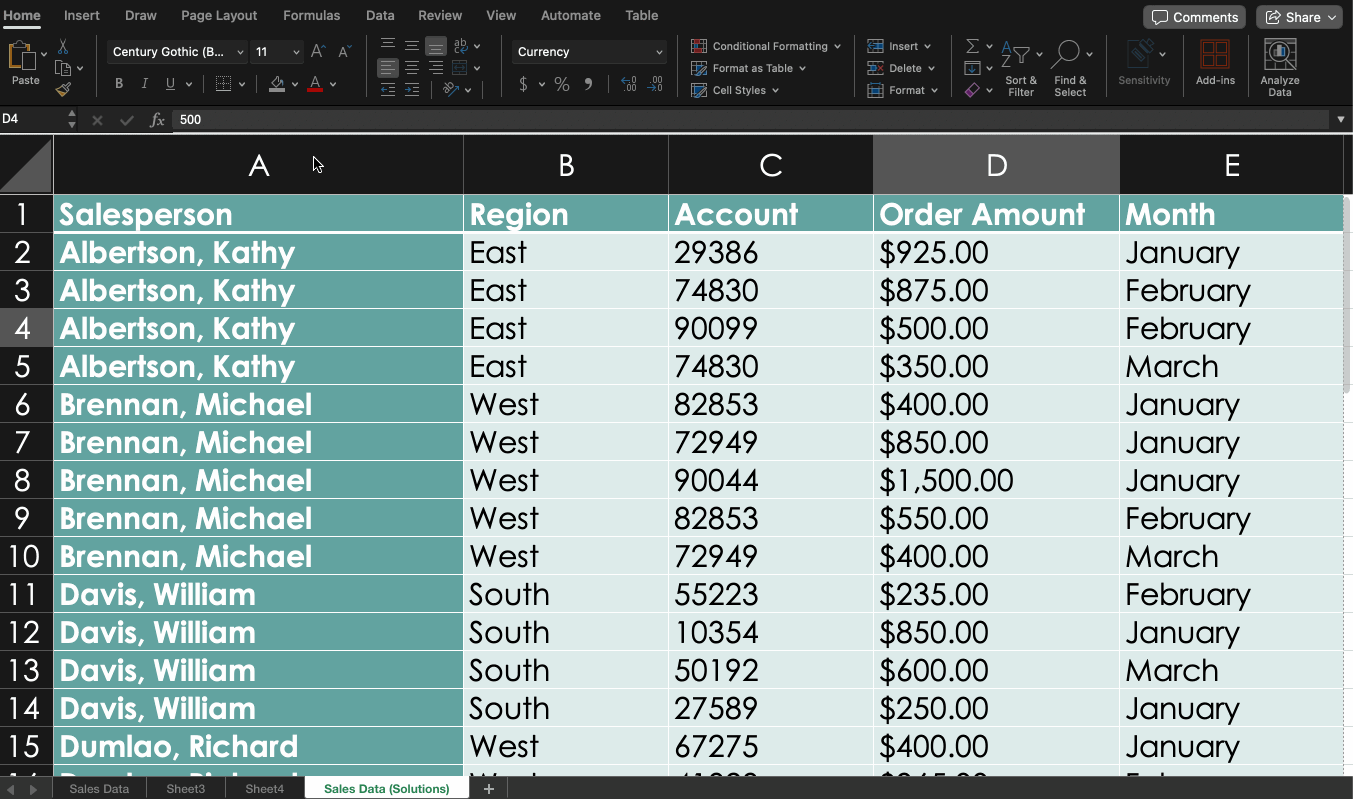 Home Insert Draw Page Layout Formulas Data Review View Automate Table Comments Share
Paste Century Gothic (B... 11 A A B I U A ab Currency $ % Conditional Formatting Format as Table Cell Styles Insert Delete Format Sort & Filter Find & Select Sensitivity Add-ins Analyze Data
D4 fx 500
A B C D E
1 Salesperson Region Account Order Amount Month
2 Albertson, Kathy East 29386 $925.00 January
3 Albertson, Kathy East 74830 $875.00 February
4 Albertson, Kathy East 90099 $500.00 February
5 Albertson, Kathy East 74830 $350.00 March
6 Brennan, Michael West 82853 $400.00 January
7 Brennan, Michael West 72949 $850.00 January
8 Brennan, Michael West 90044 $1,500.00 January
9 Brennan, Michael West 82853 $550.00 February
10 Brennan, Michael West 72949 $400.00 March
11 Davis, William South 55223 $235.00 February
12 Davis, William South 10354 $850.00 January
13 Davis, William South 50192 $600.00 March
14 Davis, William South 27589 $250.00 January
15 Dumlao, Richard West 67275 $400.00 January
Sales Data Sheet3 Sheet4 Sales Data (Solutions) +